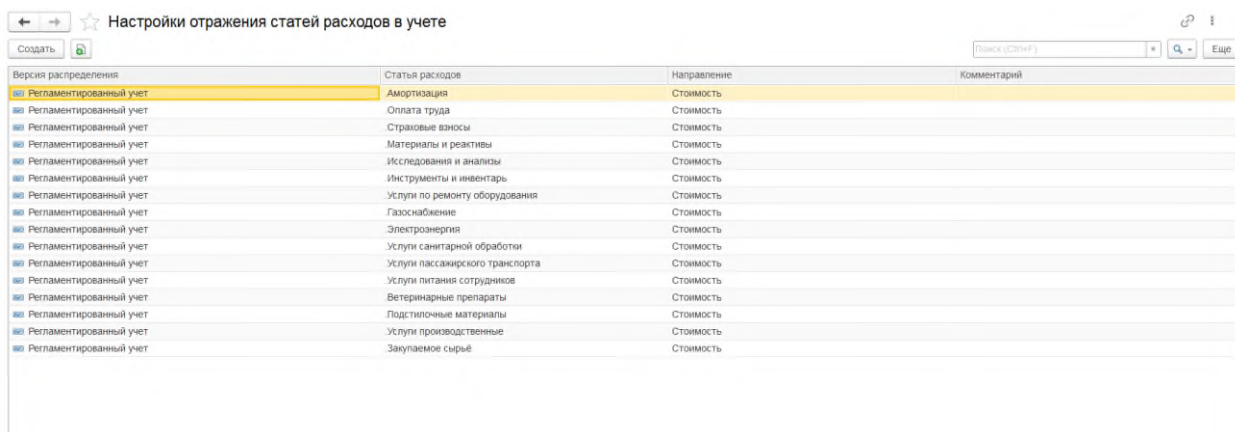 Настройки отражения статей расходов в учете
Создать Поиск (Ctrl+F) × Еще
Версия распределения Статья расходов Направление Комментарий
Регламентированный учет Амортизация Стоимость
Регламентированный учет Оплата труда Стоимость
Регламентированный учет Страховые взносы Стоимость
Регламентированный учет Материалы и реактивы Стоимость
Регламентированный учет Исследования и анализы Стоимость
Регламентированный учет Инструменты и инвентарь Стоимость
Регламентированный учет Услуги по ремонту оборудования Стоимость
Регламентированный учет Газоснабжение Стоимость
Регламентированный учет Электроэнергия Стоимость
Регламентированный учет Услуги санитарной обработки Стоимость
Регламентированный учет Услуги пассажирского транспорта Стоимость
Регламентированный учет Услуги питания сотрудников Стоимость
Регламентированный учет Ветеринарные препараты Стоимость
Регламентированный учет Подстилочные материалы Стоимость
Регламентированный учет Услуги производственные Стоимость
Регламентированный учет Закупаемое сырьё Стоимость